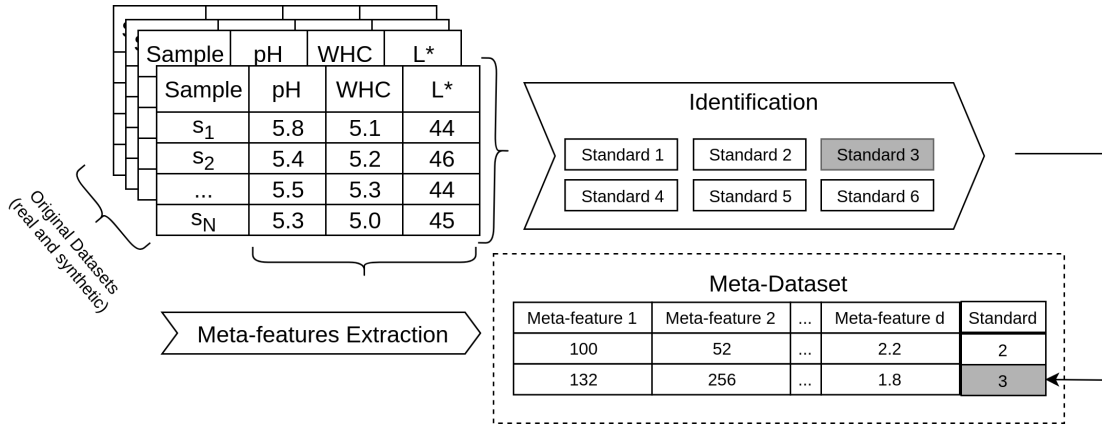 Sample pH WHC L*
Sample pH WHC L*
s1 5.8 5.1 44
s2 5.4 5.2 46
... 5.5 5.3 44
sN 5.3 5.0 45
Original Datasets
(real and synthetic)
Identification
Standard 1 Standard 2 Standard 3
Standard 4 Standard 5 Standard 6
Meta-features Extraction
Meta-Dataset
Meta-feature 1 Meta-feature 2 ... Meta-feature d Standard
100 52 ... 2.2 2
132 256 ... 1.8 3